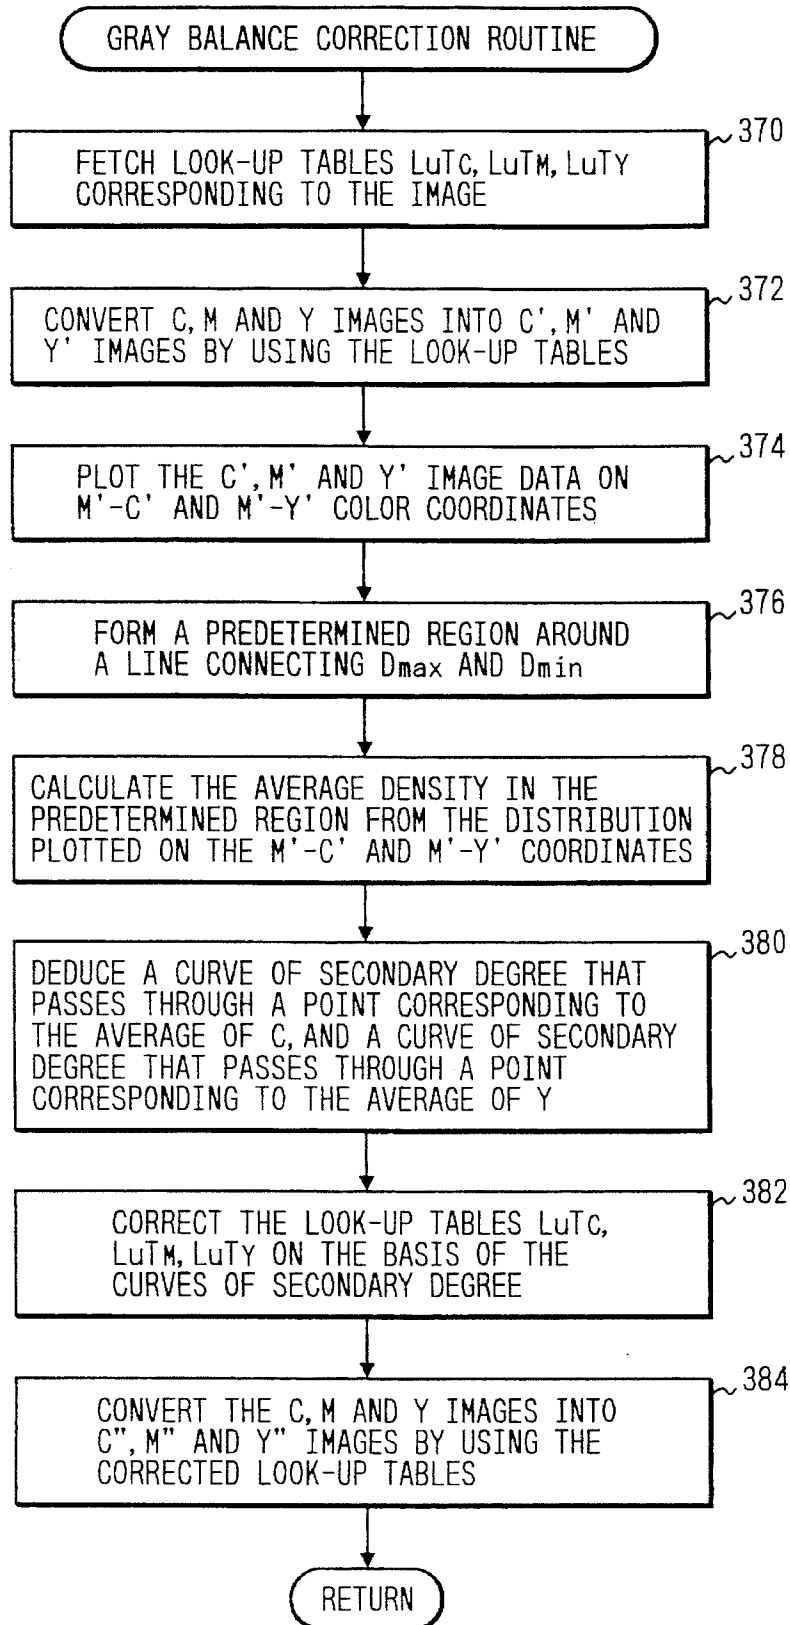 GRAY BALANCE CORRECTION ROUTINE
370
FETCH LOOK-UP TABLES LuTc, LuTM, LuTY
CORRESPONDING TO THE IMAGE
372
CONVERT C, M AND Y IMAGES INTO C', M' AND
Y' IMAGES BY USING THE LOOK-UP TABLES
374
PLOT THE C', M' AND Y' IMAGE DATA ON
M'-C' AND M'-Y' COLOR COORDINATES
376
FORM A PREDETERMINED REGION AROUND
A LINE CONNECTING Dmax AND Dmin
378
CALCULATE THE AVERAGE DENSITY IN THE
PREDETERMINED REGION FROM THE DISTRIBUTION
PLOTTED ON THE M'-C' AND M'-Y' COORDINATES
380
DEDUCE A CURVE OF SECONDARY DEGREE THAT
PASSES THROUGH A POINT CORRESPONDING TO
THE AVERAGE OF C, AND A CURVE OF SECONDARY
DEGREE THAT PASSES THROUGH A POINT
CORRESPONDING TO THE AVERAGE OF Y
382
CORRECT THE LOOK-UP TABLES LuTc,
LuTM, LuTY ON THE BASIS OF THE
CURVES OF SECONDARY DEGREE
384
CONVERT THE C, M AND Y IMAGES INTO
C", M" AND Y" IMAGES BY USING THE
CORRECTED LOOK-UP TABLES
RETURN